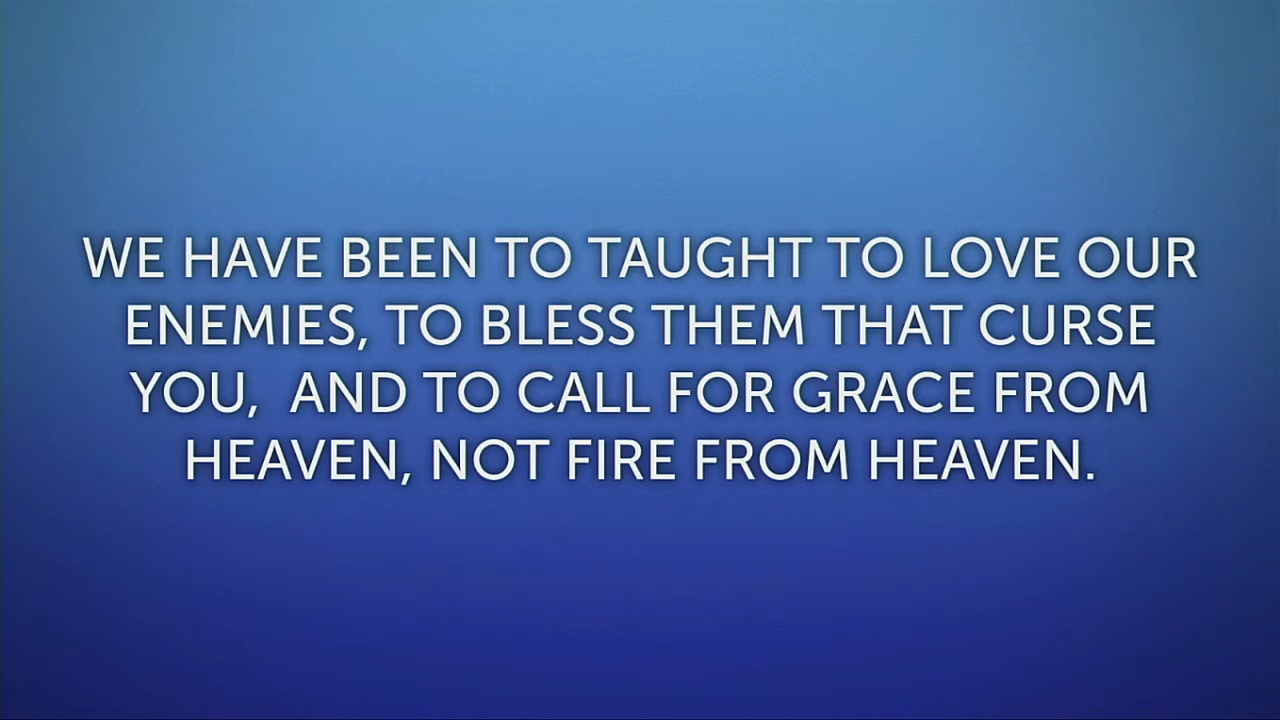 WE HAVE BEEN TO TAUGHT TO LOVE OUR
ENEMIES, TO BLESS THEM THAT CURSE
YOU,  AND TO CALL FOR GRACE FROM
HEAVEN, NOT FIRE FROM HEAVEN.